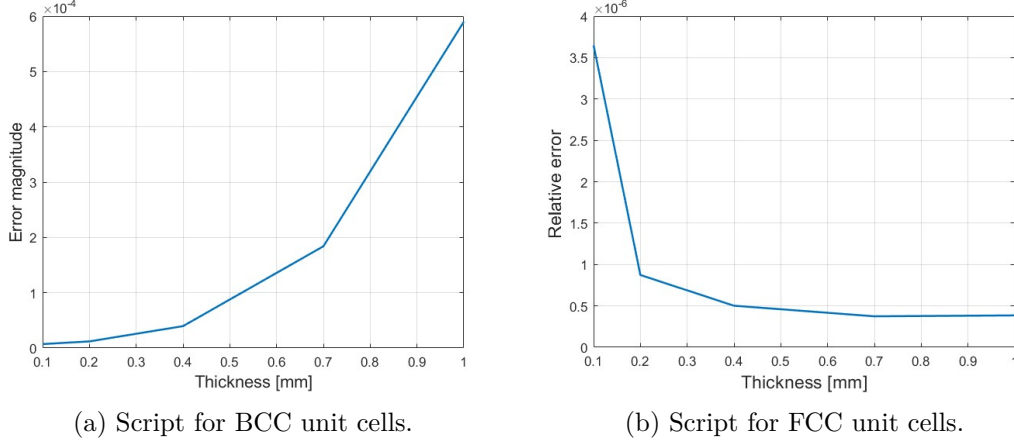 ×10⁻⁴
6
5
4
3
2
1
0
Error magnitude
0.1 0.2 0.3 0.4 0.5 0.6 0.7 0.8 0.9 1
Thickness [mm]
(a) Script for BCC unit cells.
×10⁻⁶
4
3.5
3
2.5
2
1.5
1
0.5
0
Relative error
0.1 0.2 0.3 0.4 0.5 0.6 0.7 0.8 0.9 1
Thickness [mm]
(b) Script for FCC unit cells.